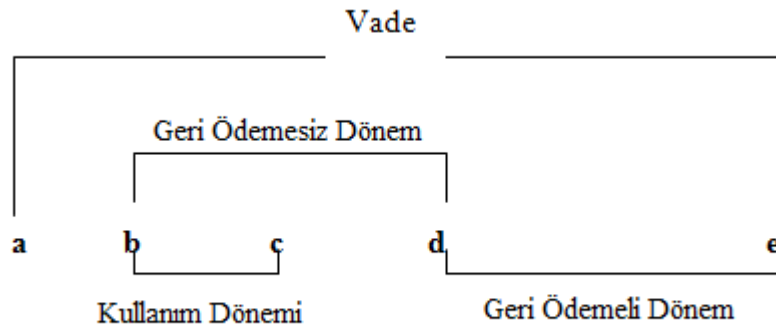 Vade
Geri Ödemesiz Dönem
a b c d e
Kullanım Dönemi Geri Ödemeli Dönem